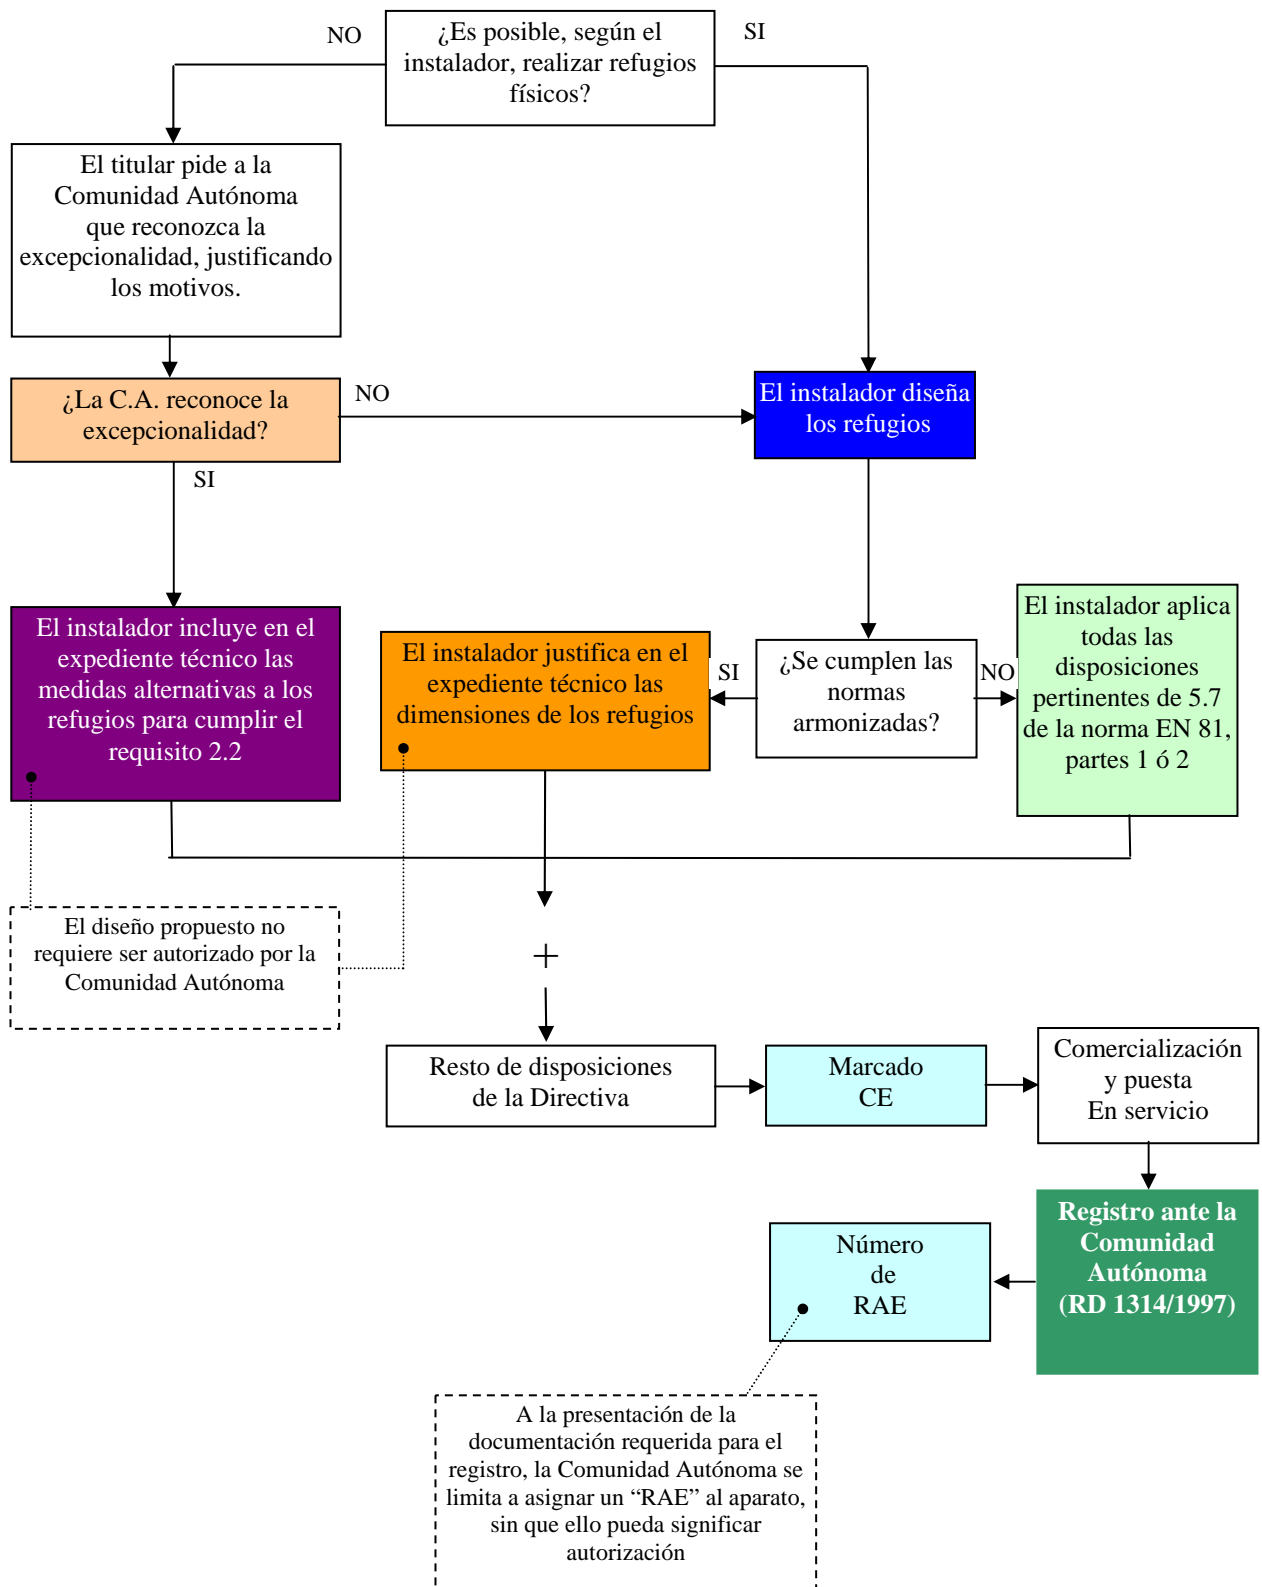 NO
¿Es posible, según el
instalador, realizar refugios
físicos?
SI
El titular pide a la
Comunidad Autónoma
que reconozca la
excepcionalidad, justificando
los motivos.
¿La C.A. reconoce la
excepcionalidad?
NO
El instalador diseña
los refugios
SI
El instalador incluye en el
expediente técnico las
medidas alternativas a los
refugios para cumplir el
requisito 2.2
El instalador justifica en el
expediente técnico las
dimensiones de los refugios
SI
¿Se cumplen las
normas
armonizadas?
NO
El instalador aplica
todas las
disposiciones
pertinentes de 5.7
de la norma EN 81,
partes 1 ó 2
El diseño propuesto no
requiere ser autorizado por la
Comunidad Autónoma
+
Resto de disposiciones
de la Directiva
Marcado
CE
Comercialización
y puesta
En servicio
Registro ante la
Comunidad
Autónoma
(RD 1314/1997)
Número
de
RAE
A la presentación de la
documentación requerida para el
registro, la Comunidad Autónoma se
limita a asignar un “RAE” al aparato,
sin que ello pueda significar
autorización